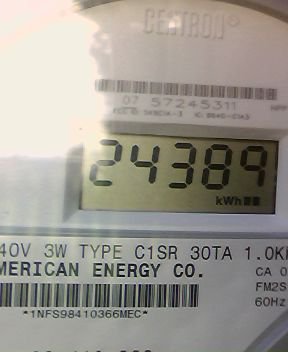 CENTRON®
07 57245311
24389
kWh
40V 3W TYPE C1SR 30TA 1.0K
MERICAN ENERGY CO.
CA 0
FM2S
60Hz
*1NFS98410366MEC*